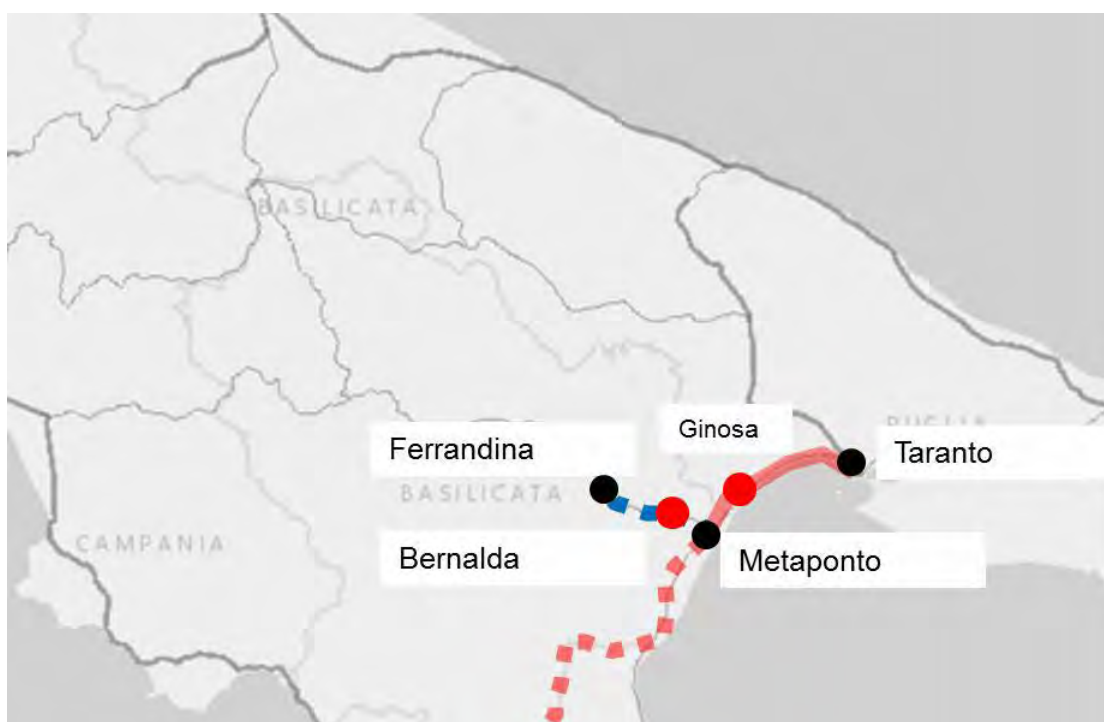 BASILICATA
Ginosa
PUGLIA
Ferrandina
Taranto
BASILICATA
CAMPANIA
Bernalda
Metaponto